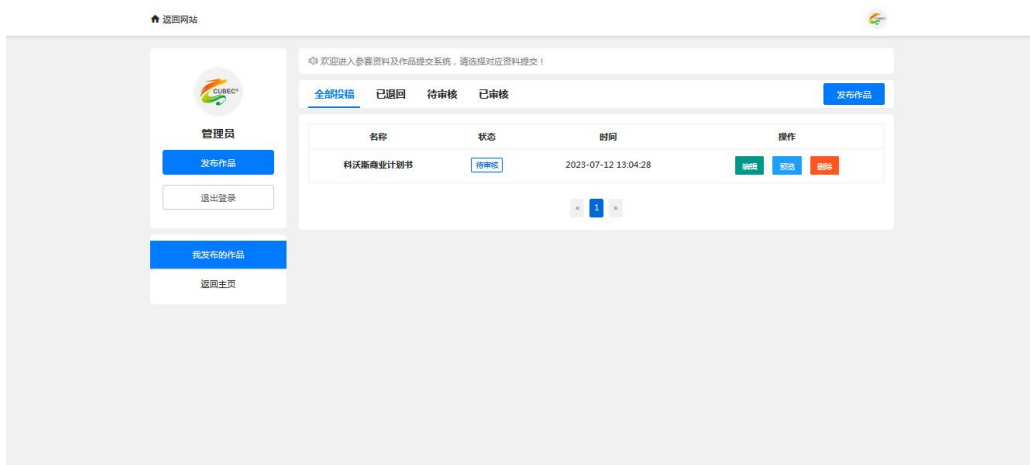 返回网站
CUBEC
欢迎进入参赛资料及作品提交系统，请选择对应资料提交！
CUBEC®
管理员
发布作品
退出登录
我发布的作品
返回主页
全部投稿 已退回 待审核 已审核 发布作品
名称 状态 时间 操作
科沃斯商业计划书 待审核 2023-07-12 13:04:28 编辑 预览 删除
« 1 »